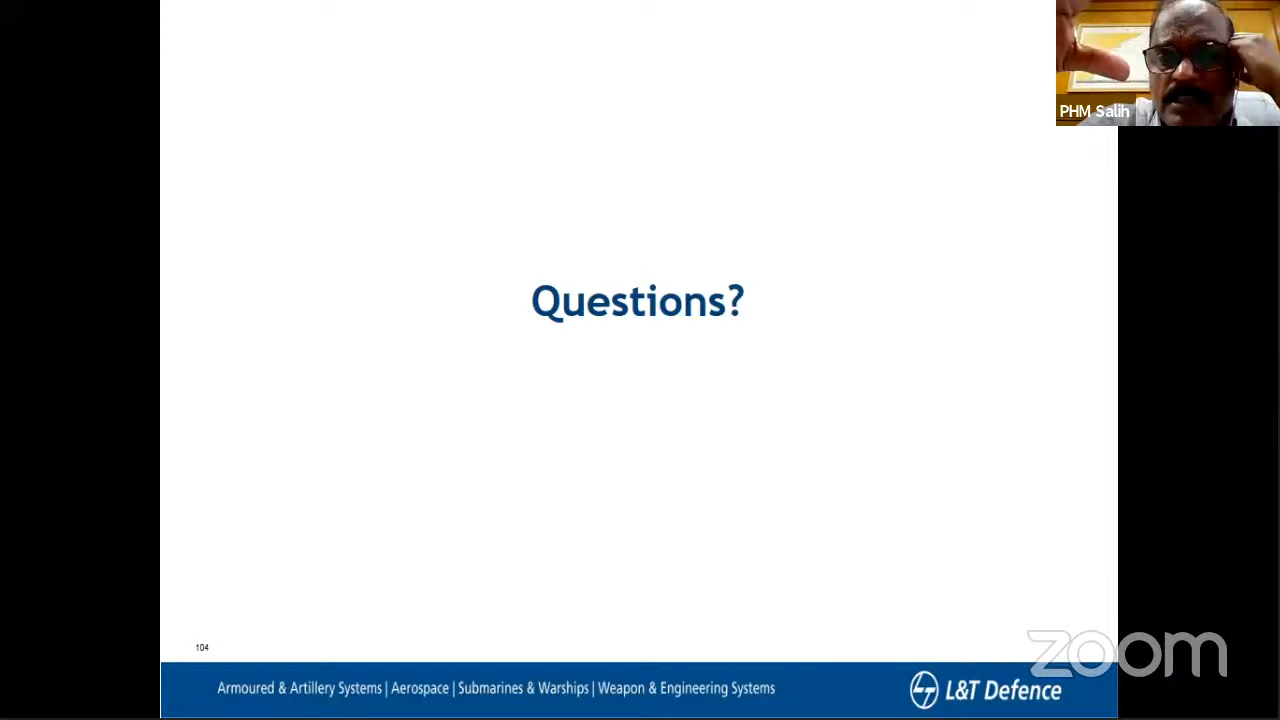 PHM Salih
Questions?
104
Armoured & Artillery Systems | Aerospace | Submarines & Warships | Weapon & Engineering Systems
L&T Defence
zoom